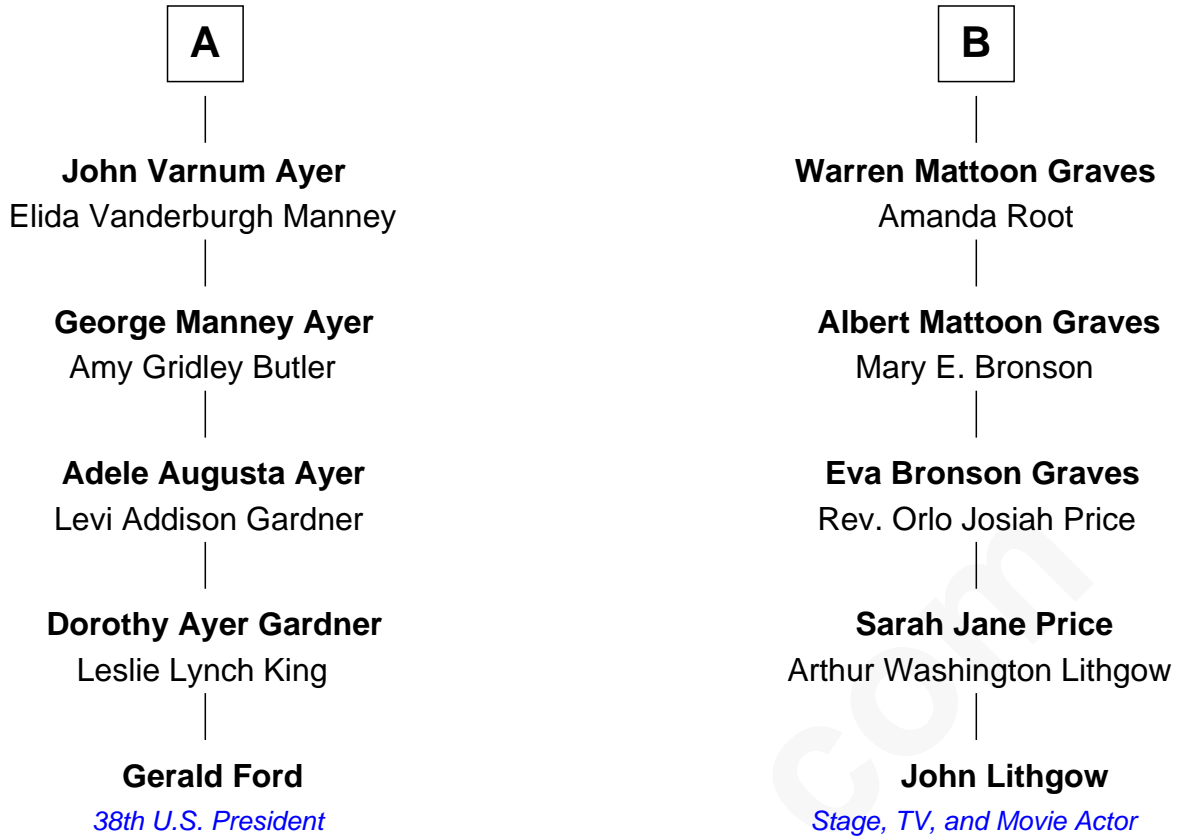 A
John Varnum Ayer
Elida Vanderburgh Manney
George Manney Ayer
Amy Gridley Butler
Adele Augusta Ayer
Levi Addison Gardner
Dorothy Ayer Gardner
Leslie Lynch King
Gerald Ford
38th U.S. President
B
Warren Mattoon Graves
Amanda Root
Albert Mattoon Graves
Mary E. Bronson
Eva Bronson Graves
Rev. Orlo Josiah Price
Sarah Jane Price
Arthur Washington Lithgow
John Lithgow
Stage, TV, and Movie Actor
com